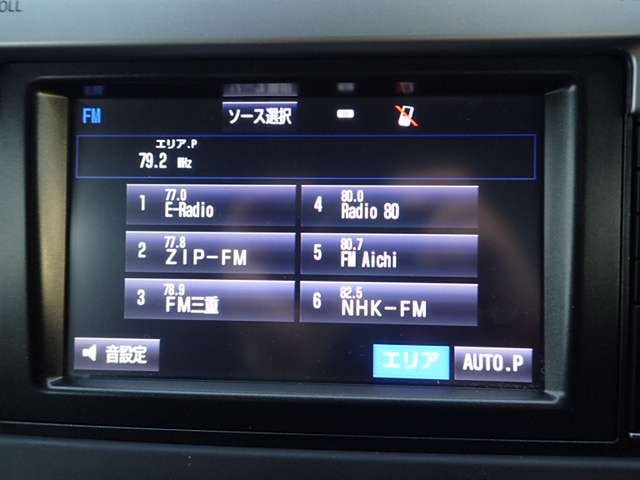 OLL
FM
ソース選択
エリア.P
79.2 MHz
1 77.0 E-Radio
4 80.0 Radio 80
2 77.8 ZIP-FM
5 80.7 FM Aichi
3 78.9 FM三重
6 82.5 NHK-FM
音設定
エリア
AUTO.P